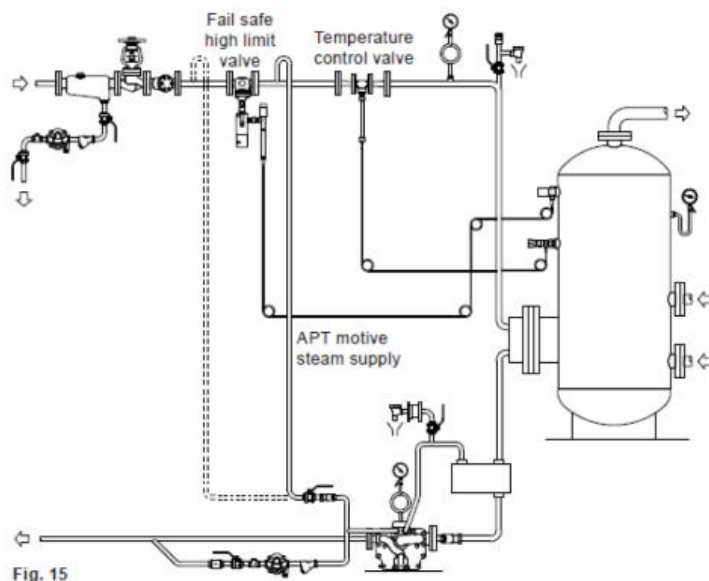 Fail safe
high limit
valve
Temperature
control valve
APT motive
steam supply
Fig. 15